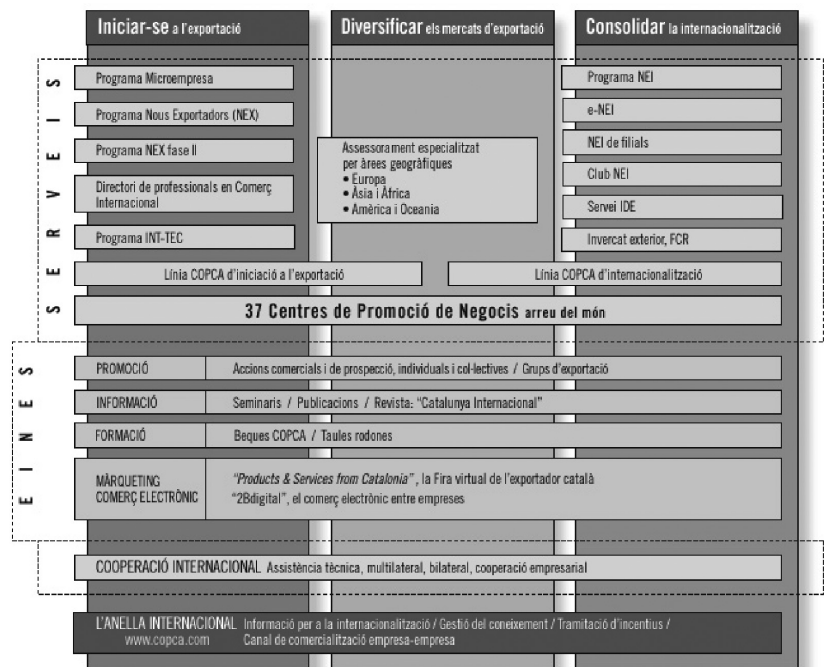 Iniciar-se a l'exportació
Diversificar els mercats d'exportació
Consolidar la internacionalització
SERVEIS
Programa Microempresa
Programa Nous Exportadors (NEX)
Programa NEX fase II
Directori de professionals en Comerç
Internacional
Programa INT-TEC
Assessorament especialitzat
per àrees geogràfiques
• Europa
• Àsia i Àfrica
• Amèrica i Oceania
Programa NEI
e-NEI
NEI de filials
Club NEI
Servei IDE
Invercat exterior, FCR
Línia COPCA d'iniciació a l'exportació
Línia COPCA d'internacionalització
37 Centres de Promoció de Negocis arreu del món
EINES
PROMOCIÓ
Accions comercials i de prospecció, individuals i col·lectives / Grups d'exportació
INFORMACIÓ
Seminaris / Publicacions / Revista: "Catalunya Internacional"
FORMACIÓ
Beques COPCA / Taules rodones
MÀRQUETING
COMERÇ ELECTRÒNIC
"Products & Services from Catalonia", la Fira virtual de l'exportador català
"2Bdigital", el comerç electrònic entre empreses
COOPERACIÓ INTERNACIONAL Assistència tècnica, multilateral, bilateral, cooperació empresarial
L'ANELLA INTERNACIONAL Informació per a la internacionalització / Gestió del coneixement / Tramitació d'incentius /
www.copca.com Canal de comercialització empresa-empresa